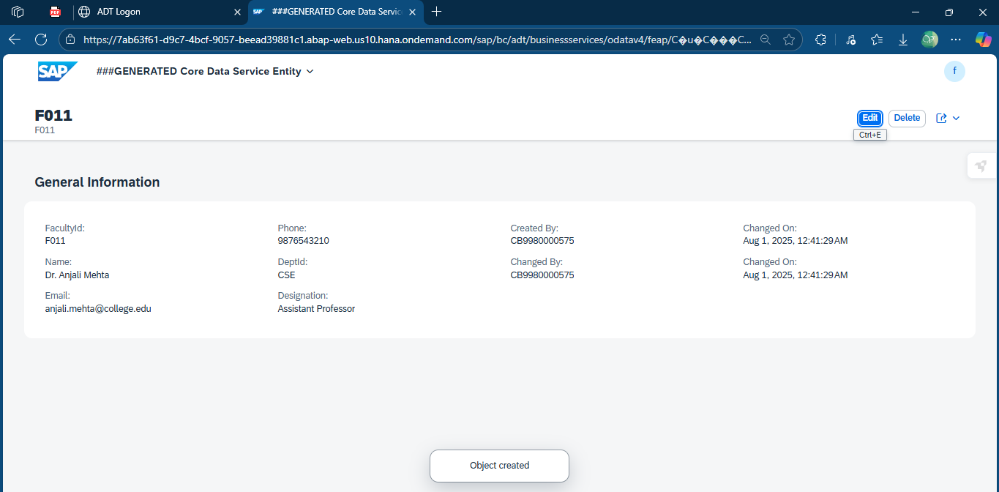 ADT Logon
###GENERATED Core Data Servic
https://7ab63f61-d9c7-4bcf-9057-beead39881c1.abap-web.us10.hana.ondemand.com/sap/bc/adt/businessservices/odatav4/feap/C�u�C���C...
SAP ###GENERATED Core Data Service Entity
f
F011
F011
Edit
Delete
Ctrl+E
General Information
FacultyId:
F011
Name:
Dr. Anjali Mehta
Email:
anjali.mehta@college.edu
Phone:
9876543210
DeptId:
CSE
Designation:
Assistant Professor
Created By:
CB9980000575
Changed By:
CB9980000575
Changed On:
Aug 1, 2025, 12:41:29 AM
Changed On:
Aug 1, 2025, 12:41:29 AM
Object created